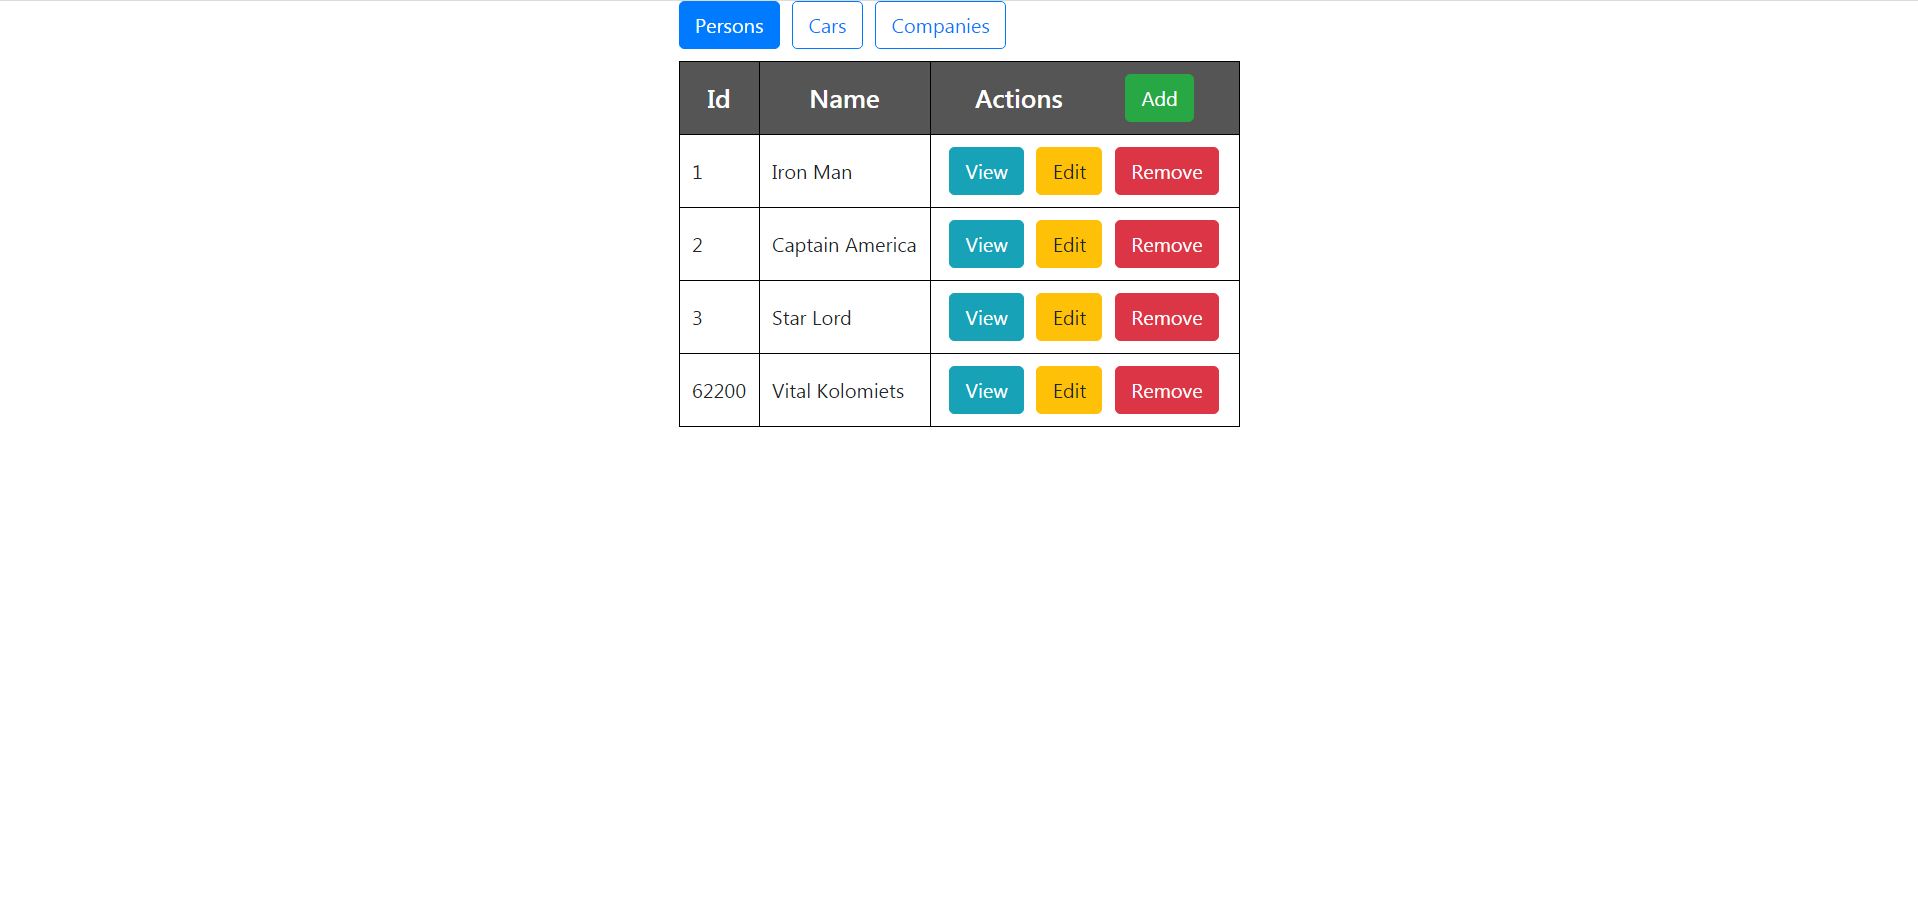 Persons Cars Companies
Id Name Actions Add
1 Iron Man View Edit Remove
2 Captain America View Edit Remove
3 Star Lord View Edit Remove
62200 Vital Kolomiets View Edit Remove